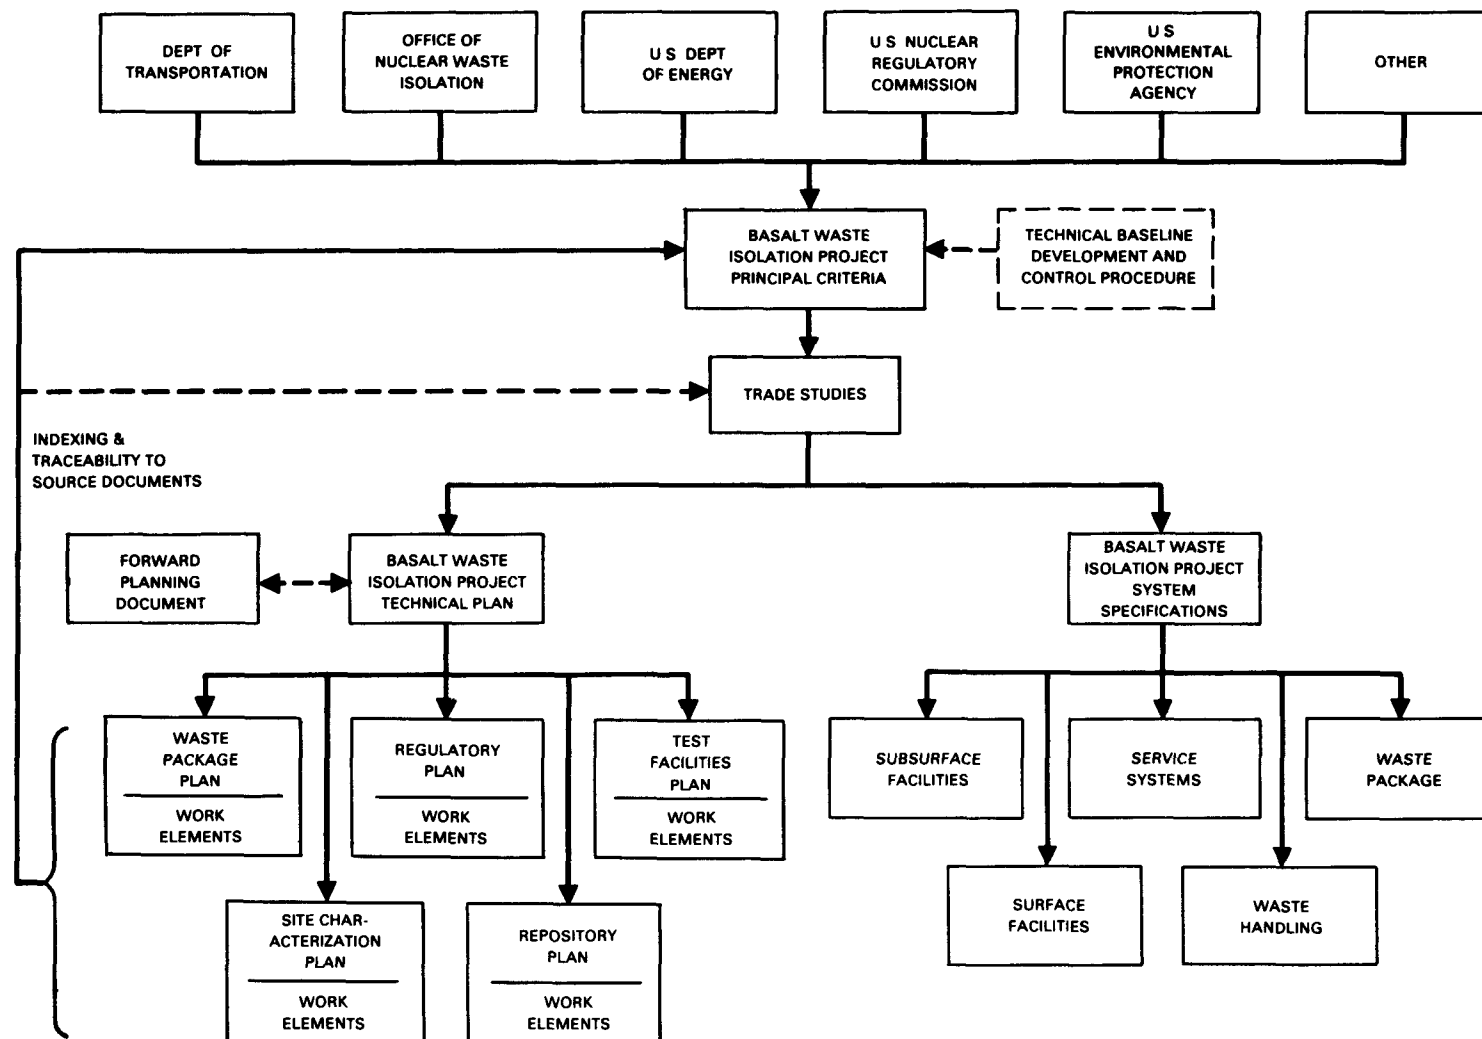 DEPT OF
TRANSPORTATION
OFFICE OF
NUCLEAR WASTE
ISOLATION
U S DEPT
OF ENERGY
U S NUCLEAR
REGULATORY
COMMISSION
U S
ENVIRONMENTAL
PROTECTION
AGENCY
OTHER
BASALT WASTE
ISOLATION PROJECT
PRINCIPAL CRITERIA
TECHNICAL BASELINE
DEVELOPMENT AND
CONTROL PROCEDURE
TRADE STUDIES
INDEXING &
TRACEABILITY TO
SOURCE DOCUMENTS
FORWARD
PLANNING
DOCUMENT
BASALT WASTE
ISOLATION PROJECT
TECHNICAL PLAN
BASALT WASTE
ISOLATION PROJECT
SYSTEM
SPECIFICATIONS
WASTE
PACKAGE
PLAN
WORK
ELEMENTS
REGULATORY
PLAN
WORK
ELEMENTS
TEST
FACILITIES
PLAN
WORK
ELEMENTS
SUBSURFACE
FACILITIES
SERVICE
SYSTEMS
WASTE
PACKAGE
SITE CHAR-
ACTERIZATION
PLAN
WORK
ELEMENTS
REPOSITORY
PLAN
WORK
ELEMENTS
SURFACE
FACILITIES
WASTE
HANDLING